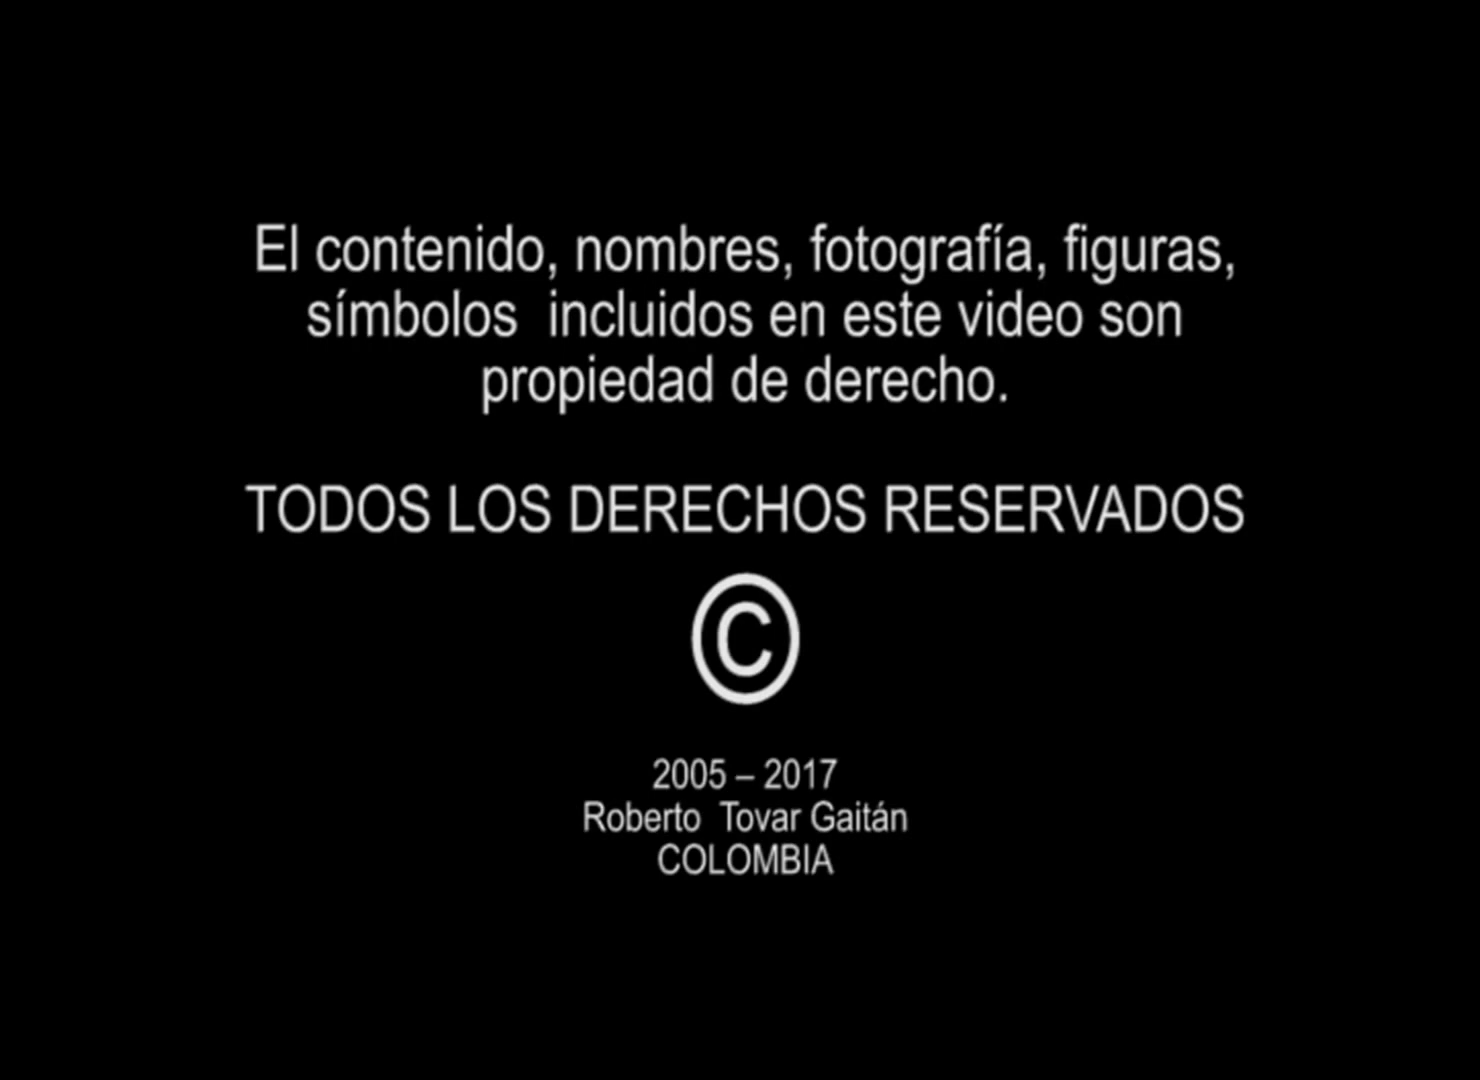 El contenido, nombres, fotografía, figuras,
símbolos  incluidos en este video son
propiedad de derecho.
TODOS LOS DERECHOS RESERVADOS
©
2005 – 2017
Roberto  Tovar Gaitán
COLOMBIA